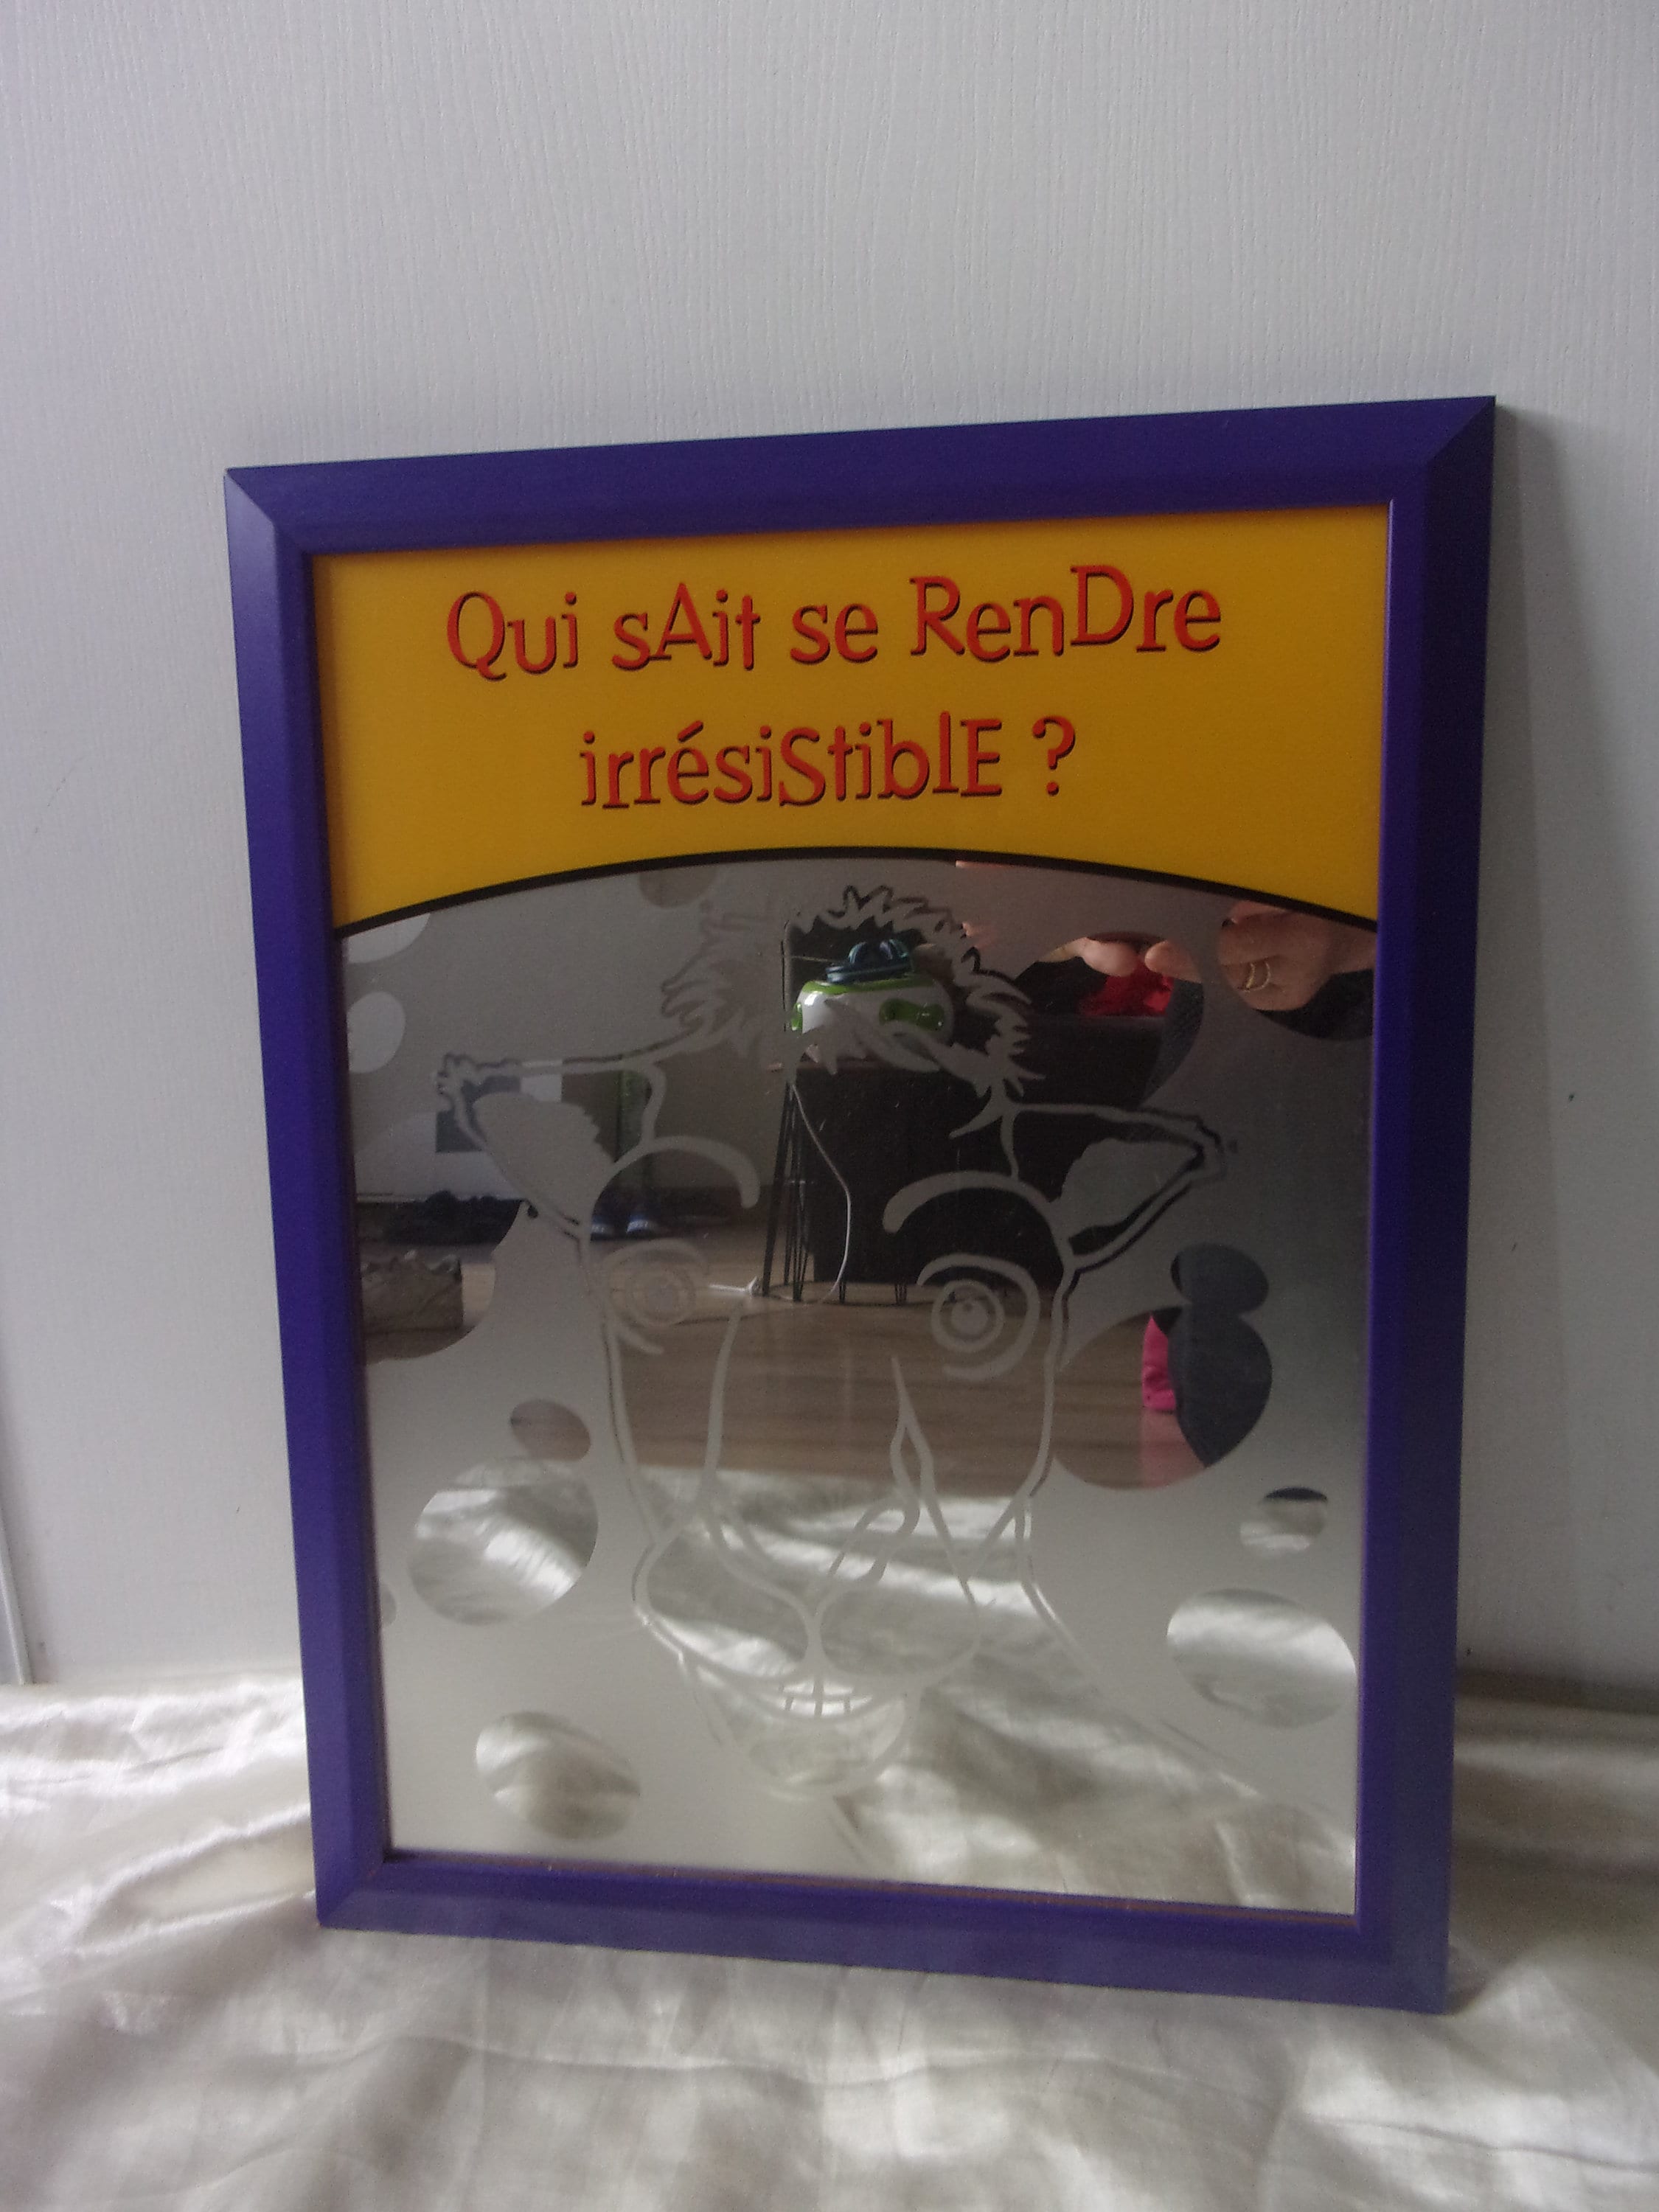 Qui sAit se RenDre
irrésiStiblE ?